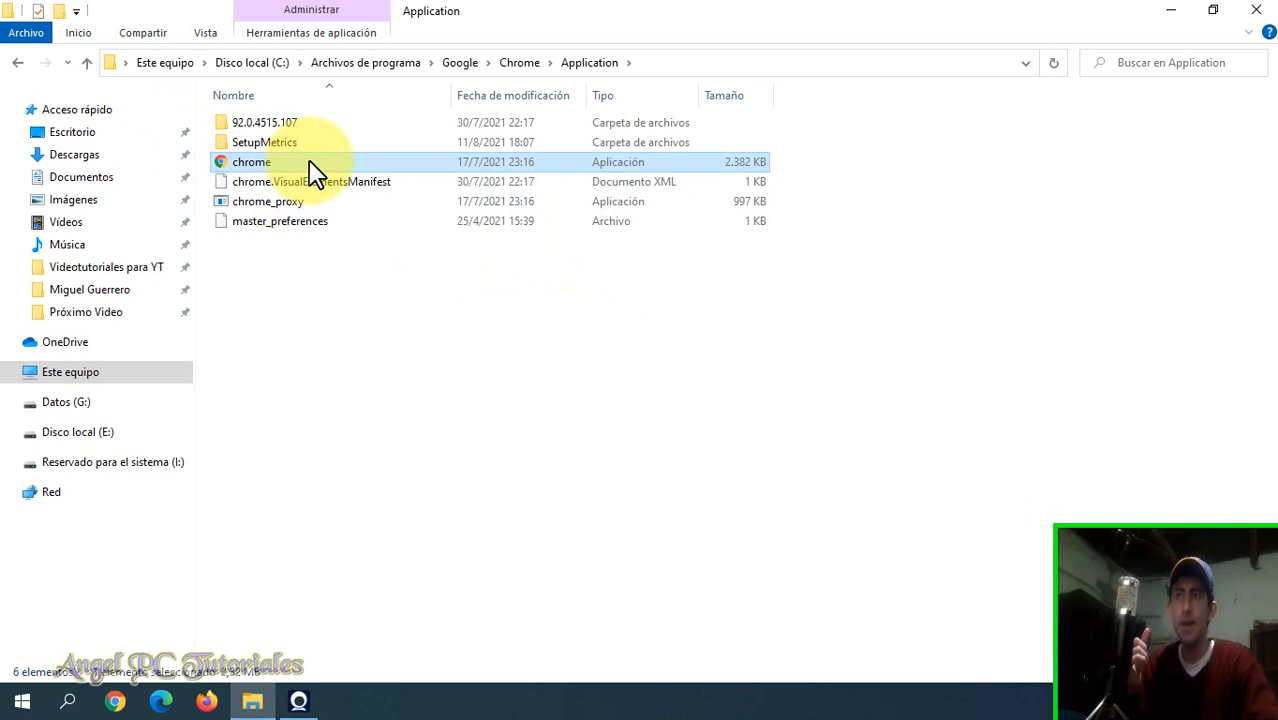 Administrar
Application
Archivo
Inicio
Compartir
Vista
Herramientas de aplicación
Este equipo
Disco local (C:)
Archivos de programa
Google
Chrome
Application
Buscar en Application
Acceso rápido
Escritorio
Descargas
Documentos
Imágenes
Vídeos
Música
Videotutoriales para YT
Miguel Guerrero
Próximo Video
OneDrive
Este equipo
Datos (G:)
Disco local (E:)
Reservado para el sistema (I:)
Red
Nombre Fecha de modificación Tipo Tamaño
92.0.4515.107 30/7/2021 22:17 Carpeta de archivos
SetupMetrics 11/8/2021 18:07 Carpeta de archivos
chrome 17/7/2021 23:16 Aplicación 2.382 KB
chrome.VisualElementsManifest 30/7/2021 22:17 Documento XML 1 KB
chrome_proxy 17/7/2021 23:16 Aplicación 997 KB
master_preferences 25/4/2021 15:39 Archivo 1 KB
Angel PC Tutoriales
6 elementos 1 elemento seleccionado 2,32 MB